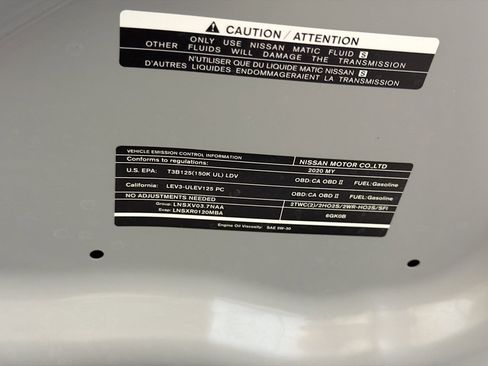 CAUTION / ATTENTION
ONLY USE NISSAN MATIC FLUID S
OTHER FLUIDS WILL DAMAGE THE TRANSMISSION
N'UTILISER QUE DU LIQUIDE MATIC NISSAN S
D'AUTRES LIQUIDES ENDOMMAGERAIENT LA TRANSMISSION
VEHICLE EMISSION CONTROL INFORMATION NISSAN MOTOR CO.,LTD
Conforms to regulations: 2020 MY
U.S. EPA: T3B125(150K UL) LDV OBD:CA OBD II FUEL:Gasoline
California: LEV3-ULEV125 PC OBD:CA OBD II FUEL:Gasoline
NO ADJUSTMENTS NEEDED 2TWC(2)/2HO2S/2WR-HO2S/SFI
Group: LNSXV03.7NAA
Evap: LNSXR0120MBA 6GK0B
Engine Oil Viscosity: SAE 5W-30